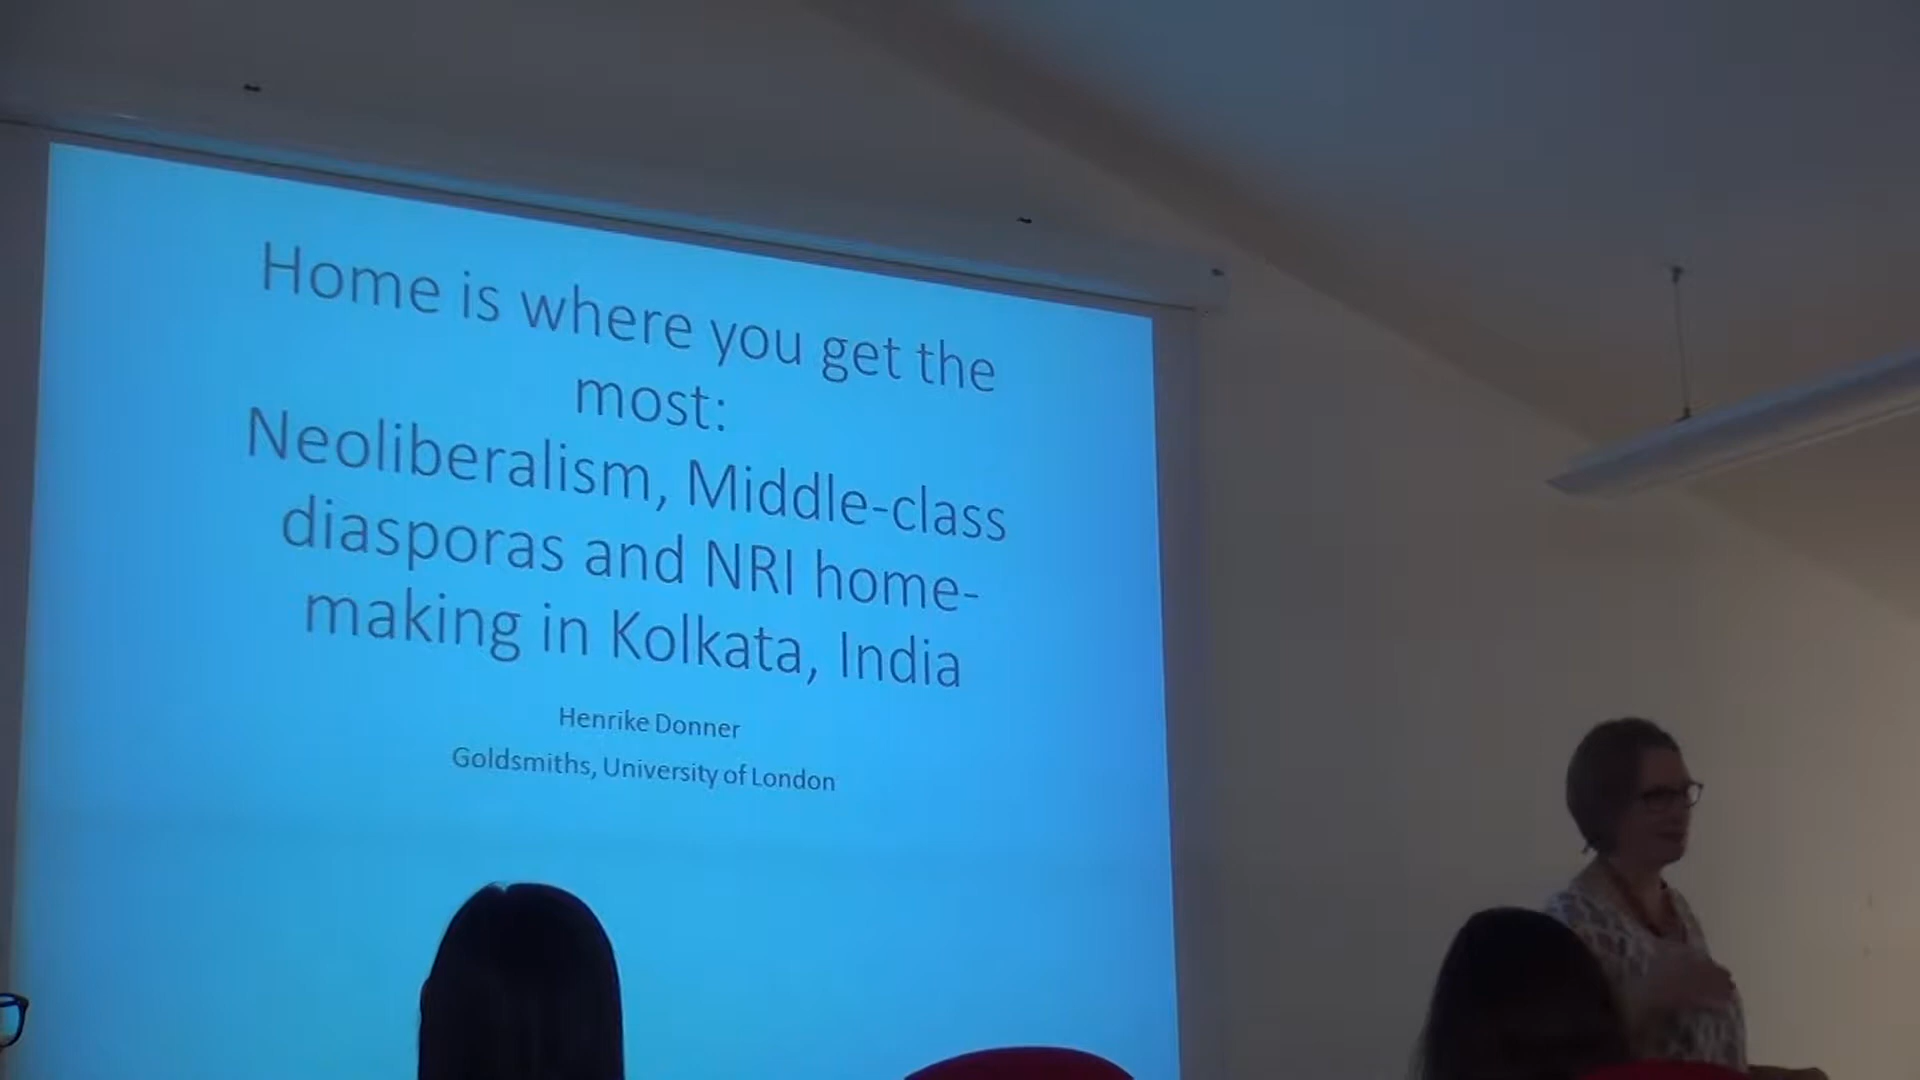 Home is where you get the
most:
Neoliberalism, Middle-class
diasporas and NRI home-
making in Kolkata, India
Henrike Donner
Goldsmiths, University of London